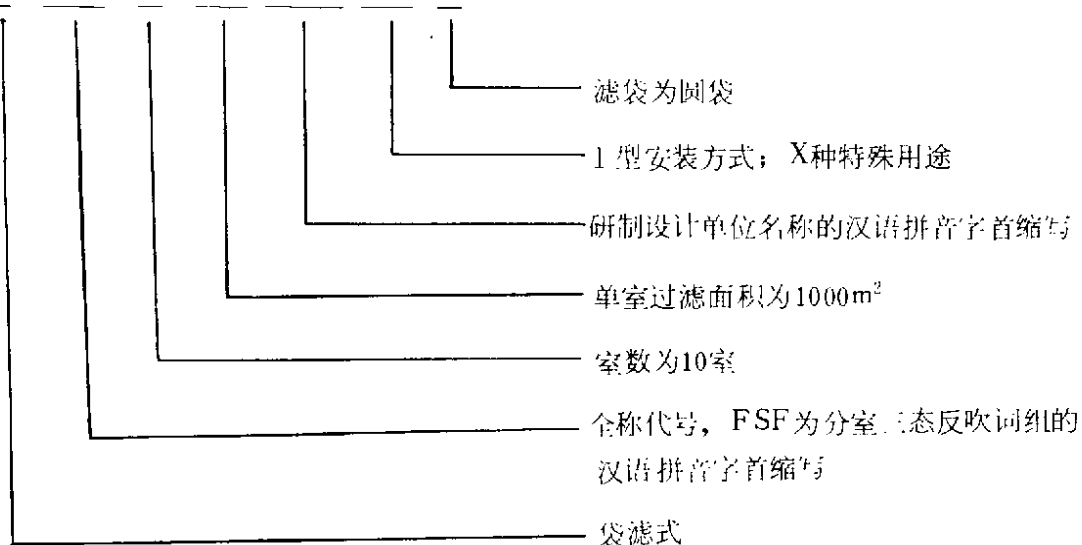 滤袋为圆袋
1型安装方式；X种特殊用途
研制设计单位名称的汉语拼音字首缩写
单室过滤面积为1000m²
室数为10室
全称代号，FSF为分室三态反吹词组的
汉语拼音字首缩写
袋滤式